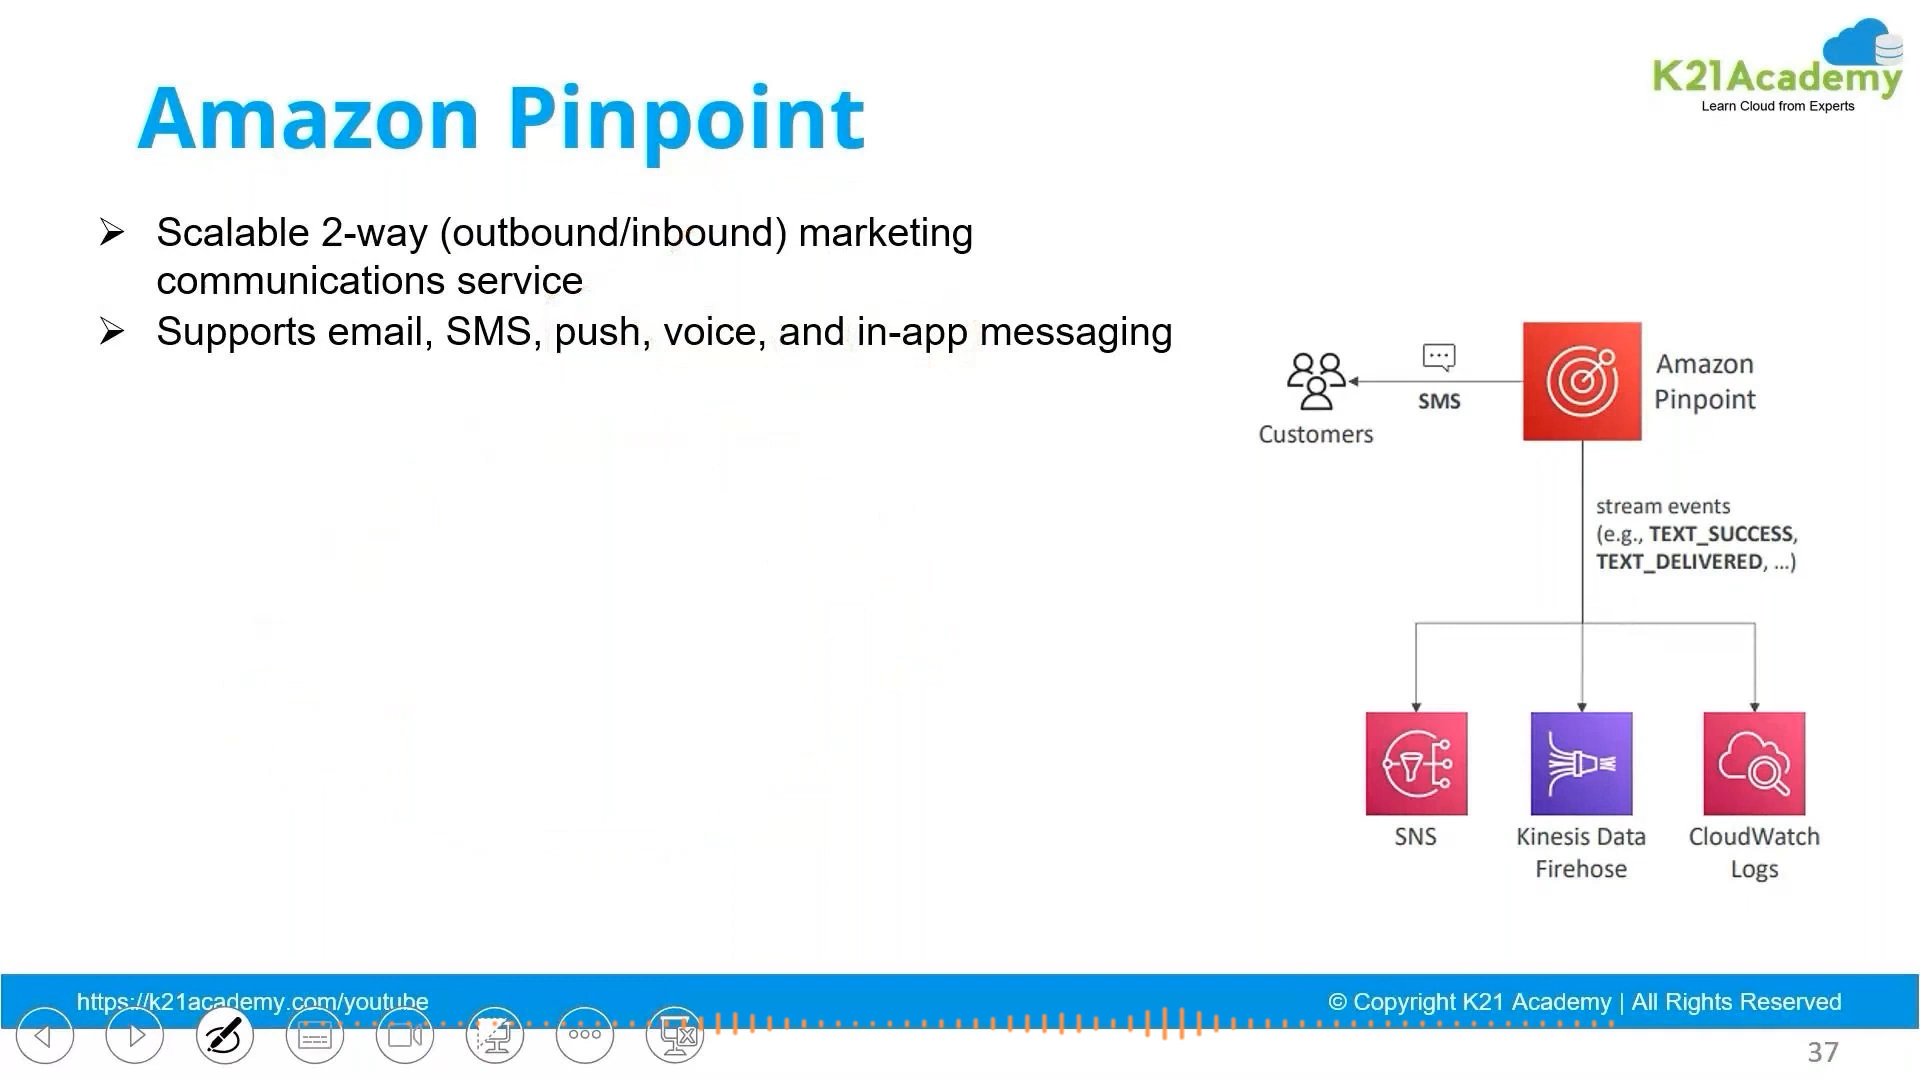 K21Academy
Learn Cloud from Experts
Amazon Pinpoint
➢ Scalable 2-way (outbound/inbound) marketing
communications service
➢ Supports email, SMS, push, voice, and in-app messaging
SMS
Customers
Amazon
Pinpoint
stream events
(e.g., TEXT_SUCCESS,
TEXT_DELIVERED, ...)
SNS
Kinesis Data
Firehose
CloudWatch
Logs
https://k21academy.com/youtube
© Copyright K21 Academy | All Rights Reserved
37